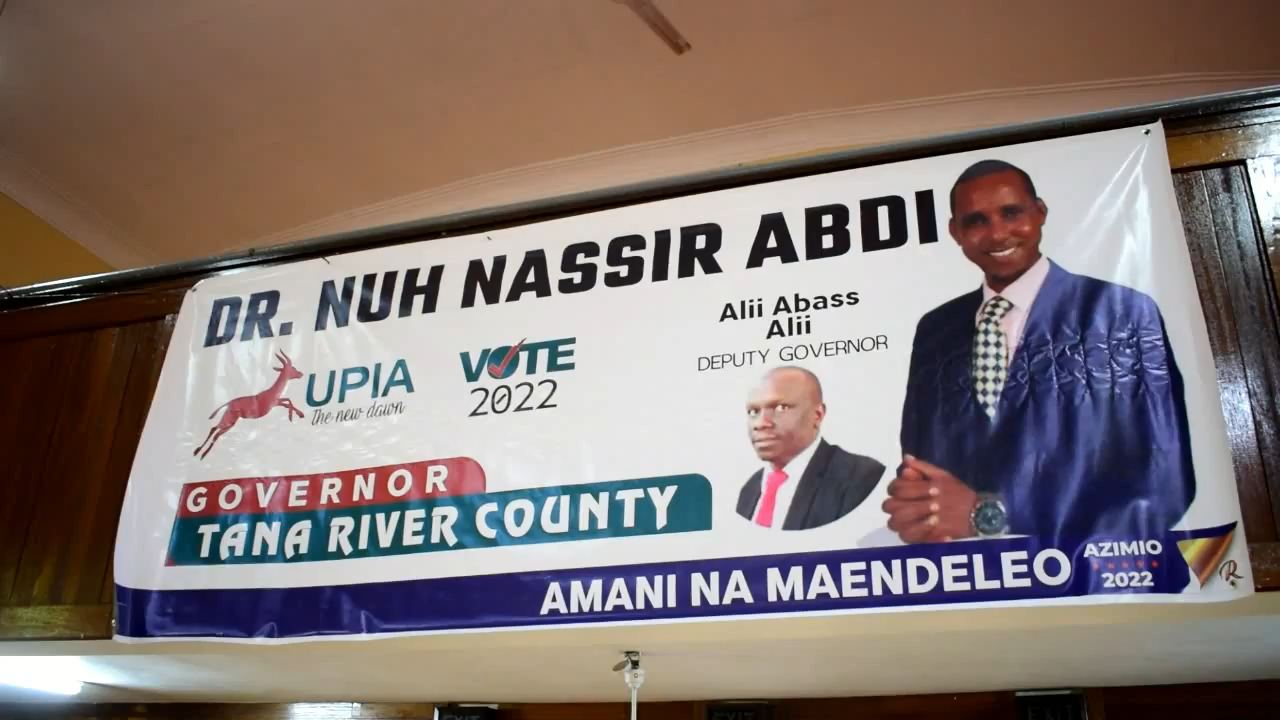 DR. NUH NASSIR ABDI
UPIA
The new dawn
VOTE
2022
Alii Abass
Alii
DEPUTY GOVERNOR
GOVERNOR
TANA RIVER COUNTY
AMANI NA MAENDELEO
AZIMIO
2022